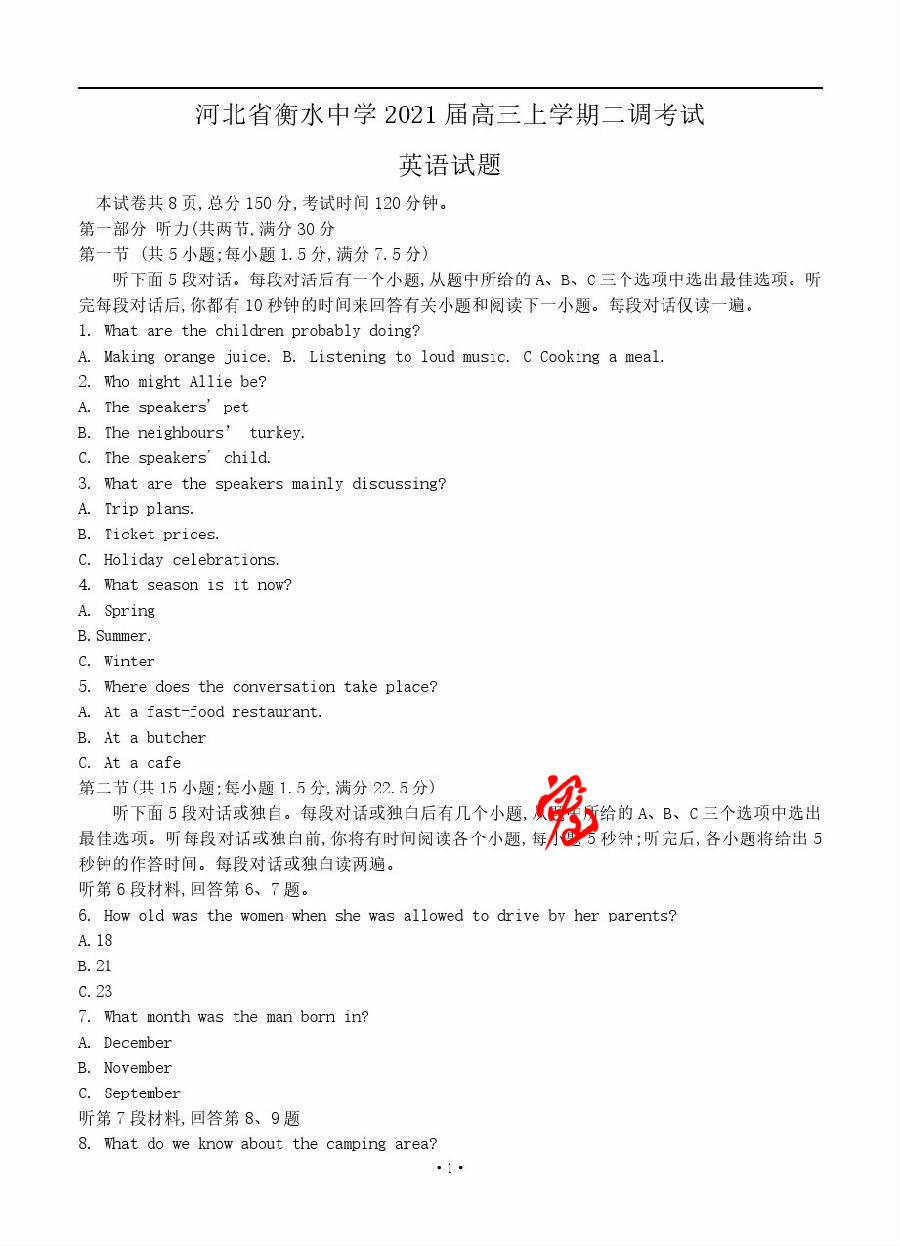 河北省衡水中学 2021 届高三上学期二调考试
英语试题
本试卷共 8 页,总分 150 分,考试时间 120 分钟。
第一部分 听力(共两节,满分 30 分
第一节 (共 5 小题;每小题 1.5 分,满分 7.5 分)
听下面 5 段对话。每段对活后有一个小题,从题中所给的 A、B、C 三个选项中选出最佳选项。听
完每段对话后,你都有 10 秒钟的时间来回答有关小题和阅读下一小题。每段对话仅读一遍。
1. What are the children probably doing?
A. Making orange juice. B. Listening to loud music. C Cooking a meal.
2. Who might Allie be?
A. The speakers' pet
B. The neighbours’ turkey.
C. The speakers' child.
3. What are the speakers mainly discussing?
A. Trip plans.
B. Ticket prices.
C. Holiday celebrations.
4. What season is it now?
A. Spring
B.Summer.
C. Winter
5. Where does the conversation take place?
A. At a fast-food restaurant.
B. At a butcher
C. At a cafe
第二节(共 15 小题;每小题 1.5 分,满分 22.5 分)
听下面 5 段对话或独自。每段对话或独白后有几个小题,从题中所给的 A、B、C 三个选项中选出
最佳选项。听每段对话或独白前,你将有时间阅读各个小题,每小题 5 秒钟;听完后,各小题将给出 5
秒钟的作答时间。每段对话或独白读两遍。
听第 6 段材料,回答第 6、7 题。
6. How old was the women when she was allowed to drive by her parents?
A.18
B.21
C.23
7. What month was the man born in?
A. December
B. November
C. September
听第 7 段材料,回答第 8、9 题
8. What do we know about the camping area?
·1·